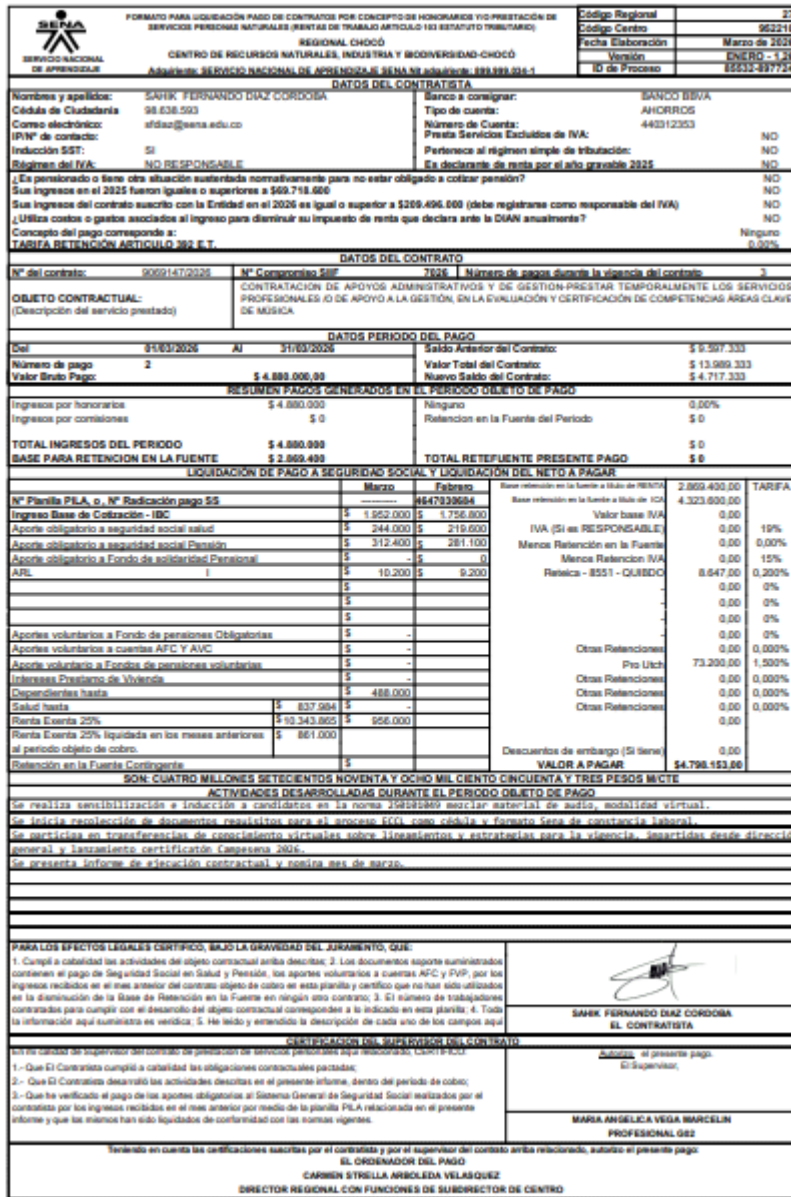 SENA
SERVICIO NACIONAL
DE APRENDIZAJE
FORMATO PARA LIQUIDACIÓN PAGO DE CONTRATOS POR CONCEPTO DE HONORARIOS Y/O PRESTACIÓN DE
SERVICIOS PERSONAS NATURALES (RENTAS DE TRABAJO ARTICULO 103 ESTATUTO TRIBUTARIO)
REGIONAL CHOCÓ
CENTRO DE RECURSOS NATURALES, INDUSTRIA Y BIODIVERSIDAD-CHOCÓ
Adquiriente: SERVICIO NACIONAL DE APRENDIZAJE SENA Nit adquiriente: 899.999.034-1
Código Regional 27
Código Centro 952210
Fecha Elaboración Marzo de 2026
Versión ENERO - 1.26
ID de Proceso
DATOS DEL CONTRATISTA
Nombres y apellidos: SAHIK FERNANDO DIAZ CORDOBA Banco a consignar: BANCO BBVA
Cédula de Ciudadanía 98.638.593 Tipo de cuenta: AHORROS
Correo electrónico: sfdiaz@sena.edu.co Número de Cuenta: 440312353
IP/Nº de contacto: Presta Servicios Excluidos de IVA: NO
Inducción SST: SI Pertenece al régimen simple de tributación: NO
Régimen del IVA: NO RESPONSABLE Es declarante de renta por el año gravable 2025 NO
¿Es pensionado o tiene otra situación sustentada normativamente para no estar obligado a cotizar pensión? NO
Sus ingresos en el 2025 fueron iguales o superiores a $69.718.600 NO
Sus ingresos del contrato suscrito con la Entidad en el 2026 es igual o superior a $209.496.000 (debe registrarse como responsable del IVA) NO
¿Utiliza costos o gastos asociados al ingreso para disminuir su impuesto de renta que declara ante la DIAN anualmente? NO
Concepto del pago corresponde a: Ninguno
TARIFA RETENCIÓN ARTICULO 392 E.T. 0,00%
DATOS DEL CONTRATO
Nº del contrato: 9069147/2026 Nº Compromiso SIIF 7026 Número de pagos durante la vigencia del contrato 3
OBJETO CONTRACTUAL:
(Descripción del servicio prestado)
CONTRATACION DE APOYOS ADMINISTRATIVOS Y DE GESTION-PRESTAR TEMPORALMENTE LOS SERVICIOS
PROFESIONALES /O DE APOYO A LA GESTIÓN, EN LA EVALUACIÓN Y CERTIFICACIÓN DE COMPETENCIAS ÁREAS CLAVE
DE MÚSICA
DATOS PERIODO DEL PAGO
Del 01/03/2026 Al 31/03/2026 Saldo Anterior del Contrato: $ 9.597.333
Número de pago 2 Valor Total del Contrato: $ 13.989.333
Valor Bruto Pago: $ 4.880.000,00 Nuevo Saldo del Contrato: $ 4.717.333
RESUMEN PAGOS GENERADOS EN EL PERIODO OBJETO DE PAGO
Ingresos por honorarios $ 4.880.000 Ninguno 0,00%
Ingresos por comisiones $ 0 Retencion en la Fuente del Periodo $ 0
TOTAL INGRESOS DEL PERIODO $ 4.880.000 $ 0
BASE PARA RETENCION EN LA FUENTE $ 2.869.400 TOTAL RETEFUENTE PRESENTE PAGO $ 0
LIQUIDACIÓN DE PAGO A SEGURIDAD SOCIAL Y LIQUIDACIÓN DEL NETO A PAGAR
Marzo Febrero Base retención en la fuente a título de RENTA 2.869.400,00 TARIFA
Nº Planilla PILA, o , Nº Radicación pago SS ---------- 4647030604 Base retención en la fuente a título de ICA 4.323.600,00
Ingreso Base de Cotización - IBC $ 1.952.000 $ 1.756.800 Valor base IVA 0,00
Aporte obligatorio a seguridad social salud $ 244.000 $ 219.600 IVA (Si es RESPONSABLE) 0,00 19%
Aporte obligatorio a seguridad social Pensión $ 312.400 $ 281.100 Menos Retención en la Fuente 0,00 0,00%
Aporte obligatorio a Fondo de solidaridad Pensional $ - $ 0 Menos Retencion IVA 0,00 15%
ARL I $ 10.200 $ 9.200 Reteica - 8551 - QUIBDO 8.647,00 0,200%
$ - 0,00 0%
$ - 0,00 0%
$ - 0,00 0%
Aportes voluntarios a Fondo de pensiones Obligatorias $ - - 0,00 0%
Aportes voluntarios a cuentas AFC Y AVC $ - Otras Retenciones 0,00 0,000%
Aporte voluntario a Fondos de pensiones voluntarias $ - Pro Utch 73.200,00 1,500%
Intereses Prestamo de Vivienda $ - Otras Retenciones 0,00 0,000%
Dependientes hasta $ 488.000 Otras Retenciones 0,00 0,000%
Salud hasta $ 837.984 $ - Otras Retenciones 0,00 0,000%
Renta Exenta 25% $ 10.343.865 $ 956.000 0,00
Renta Exenta 25% liquidada en los meses anteriores $ 861.000
al periodo objeto de cobro. Descuentos de embargo (Si tiene) 0,00
Retención en la Fuente Contingente $ VALOR A PAGAR $4.798.153,00
SON: CUATRO MILLONES SETECIENTOS NOVENTA Y OCHO MIL CIENTO CINCUENTA Y TRES PESOS M/CTE
ACTIVIDADES DESARROLLADAS DURANTE EL PERIODO OBJETO DE PAGO
Se realiza sensibilización e inducción a candidatos en la norma 250101049 mezclar material de audio, modalidad virtual.
Se inicia recolección de documentos requisitos para el proceso ECCL como cédula y formato Sena de constancia laboral.
Se participa en transferencias de conocimiento virtuales sobre lineamientos y estrategias para la vigencia, impartidas desde direcció
general y lanzamiento certificatón Campesena 2026.
Se presenta informe de ejecución contractual y nomina mes de marzo.
PARA LOS EFECTOS LEGALES CERTIFICO, BAJO LA GRAVEDAD DEL JURAMENTO, QUE:
1. Cumplí a cabalidad las actividades del objeto contractual arriba descritas; 2. Los documentos soporte suministrados
contienen el pago de Seguridad Social en Salud y Pensión, los aportes voluntarios a cuentas AFC y FVP, por los
ingresos recibidos en el mes anterior del contrato objeto de cobro en esta planilla y certifico que no han sido utilizados
en la disminución de la Base de Retención en la Fuente en ningún otro contrato; 3. El número de trabajadores
contratados para cumplir con el desarrollo del objeto contractual corresponden a lo indicado en esta planilla; 4. Toda
la información aquí suministra es verídica; 5. He leído y entendido la descripción de cada uno de los campos aquí
SAHIK FERNANDO DIAZ CORDOBA
EL CONTRATISTA
CERTIFICACIÓN DEL SUPERVISOR DEL CONTRATO
En mi calidad de Supervisor del contrato de prestación de servicios personales aquí relacionado, CERTIFICO:
1.- Que El Contratista cumplió a cabalidad las obligaciones contractuales pactadas;
2.- Que El Contratista desarrolló las actividades descritas en el presente informe, dentro del periodo de cobro;
3.- Que he verificado el pago de los aportes obligatorios al Sistema General de Seguridad Social realizados por el
contratista por los ingresos recibidos en el mes anterior por medio de la planilla PILA relacionada en el presente
informe y que los mismos han sido liquidados de conformidad con las normas vigentes.
Autorizo el presente pago.
El Supervisor,
MARIA ANGELICA VEGA MARCELIN
PROFESIONAL G02
Teniendo en cuenta las certificaciones suscritas por el contratista y por el supervisor del contrato arriba relacionado, autorizo el presente pago:
EL ORDENADOR DEL PAGO
CARMEN STRELLA ARBOLEDA VELASQUEZ
DIRECTOR REGIONAL CON FUNCIONES DE SUBDIRECTOR DE CENTRO